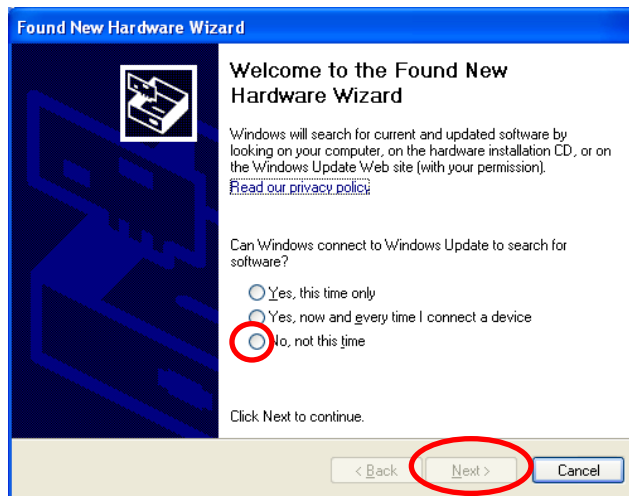 Found New Hardware Wizard
Welcome to the Found New
Hardware Wizard
Windows will search for current and updated software by
looking on your computer, on the hardware installation CD, or on
the Windows Update Web site (with your permission).
Read our privacy policy
Can Windows connect to Windows Update to search for
software?
Yes, this time only
Yes, now and every time I connect a device
No, not this time
Click Next to continue.
< Back
Next >
Cancel